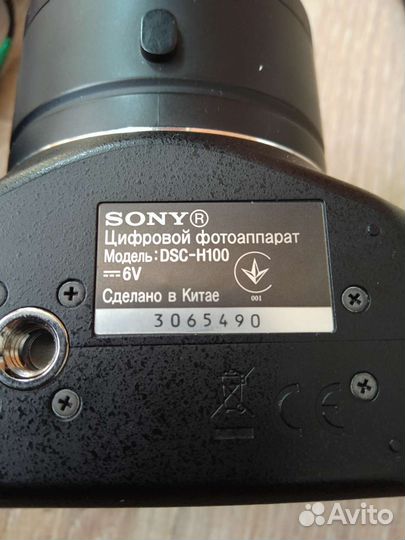 SONY®
Цифровой фотоаппарат
Модель: DSC-H100
6V
001
Сделано в Китае
3065490
CE
Avito